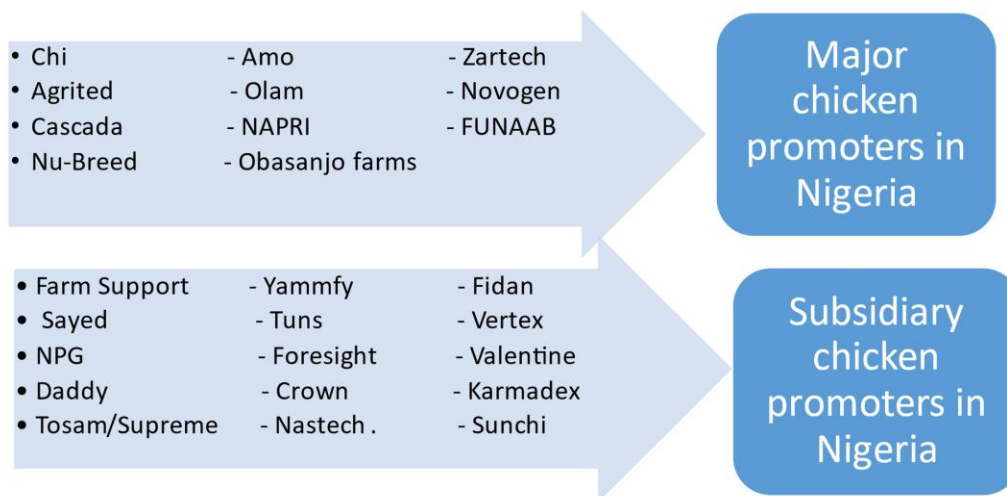 • Chi - Amo - Zartech
• Agrited - Olam - Novogen
• Cascada - NAPRI - FUNAAB
• Nu-Breed - Obasanjo farms
Major
chicken
promoters in
Nigeria
• Farm Support - Yammfy - Fidan
• Sayed - Tuns - Vertex
• NPG - Foresight - Valentine
• Daddy - Crown - Karmadex
• Tosam/Supreme - Nastech . - Sunchi
Subsidiary
chicken
promoters in
Nigeria